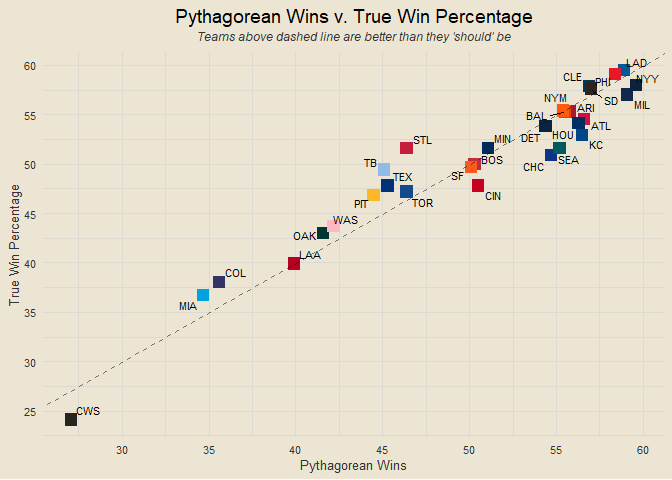 Pythagorean Wins v. True Win Percentage
Teams above dashed line are better than they 'should' be
True Win Percentage
60
55
50
45
40
35
30
25
LAD
CLE
PHI
NYY
SD
MIL
NYM
ARI
BAL
ATL
DET
HOU
KC
STL
MIN
CHC
SEA
BOS
TB
SF
TEX
CIN
PIT
TOR
WAS
OAK
LAA
COL
MIA
CWS
30
35
40
45
50
55
60
Pythagorean Wins